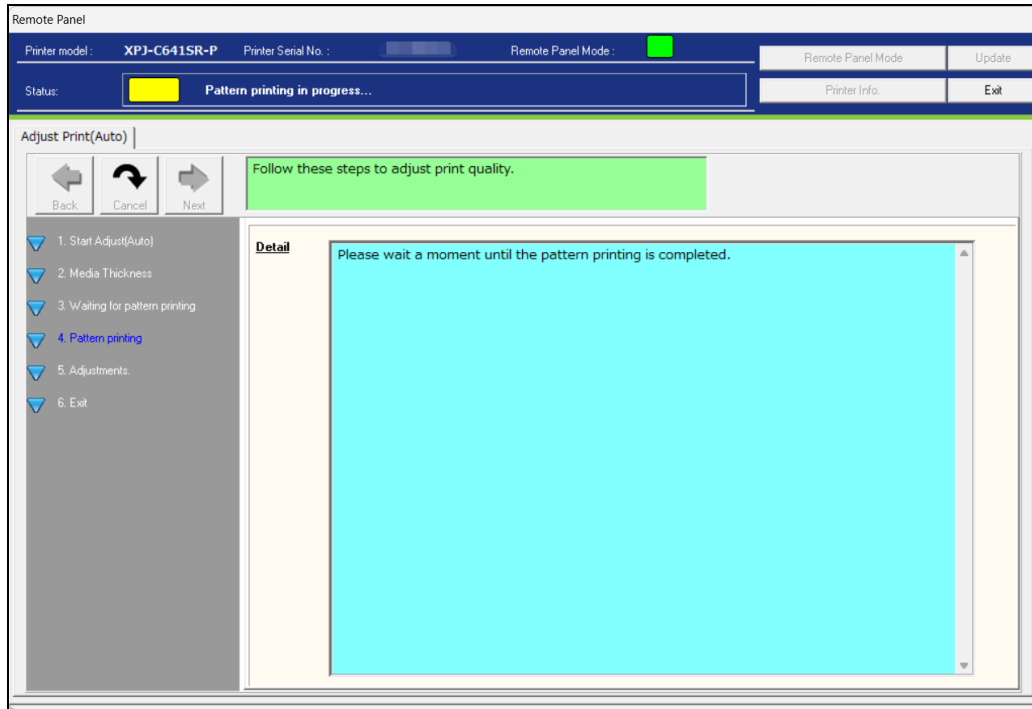 Remote Panel
Printer model : XPJ-C641SR-P Printer Serial No. : Remote Panel Mode :
Remote Panel Mode Update
Status: Pattern printing in progress...
Printer Info. Exit
Adjust Print(Auto)
Back Cancel Next
Follow these steps to adjust print quality.
1. Start Adjust(Auto)
2. Media Thickness
3. Waiting for pattern printing
4. Pattern printing
5. Adjustments.
6. Exit
Detail
Please wait a moment until the pattern printing is completed.